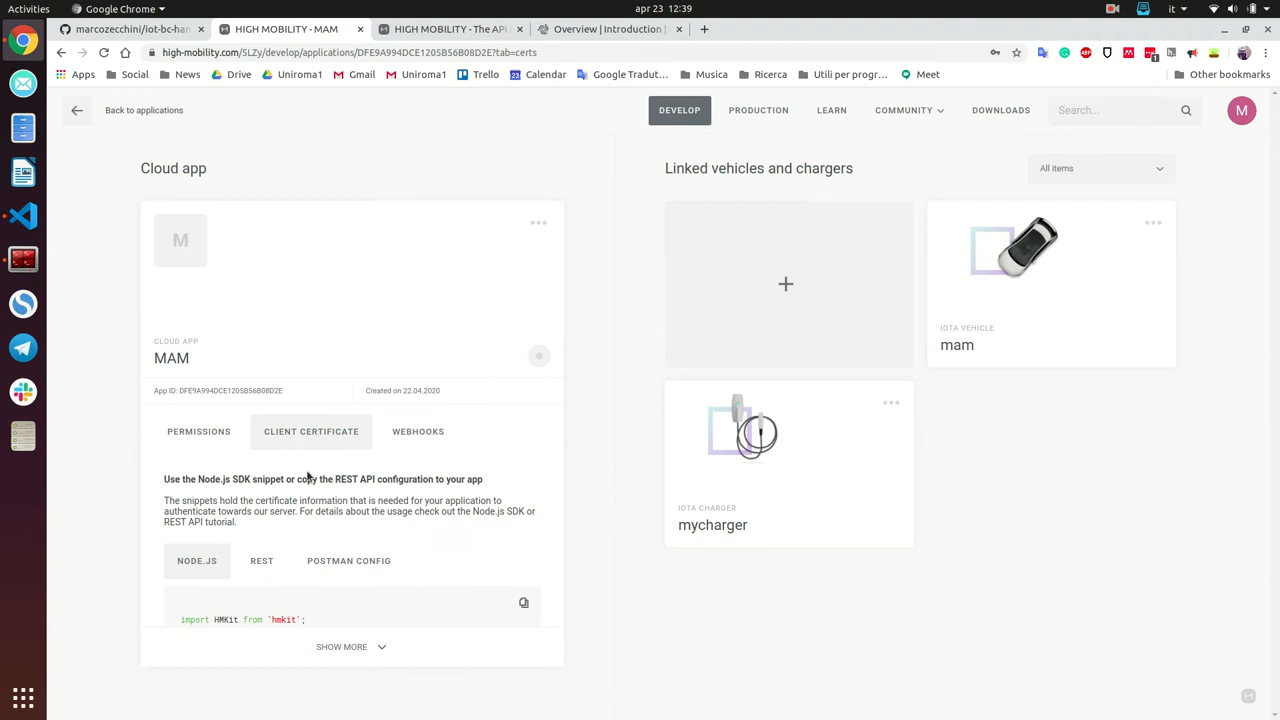 Activities
Google Chrome
apr 23 12:39
it
marcozecchini/iot-bc-han
HIGH MOBILITY - MAM
HIGH MOBILITY - The API
Overview | Introduction |
high-mobility.com/5LZy/develop/applications/DFE9A994DCE1205B56B08D2E?tab=certs
Apps
Social
News
Drive
Uniroma1
Gmail
Uniroma1
Trello
Calendar
Google Tradut...
Musica
Ricerca
Utili per progr...
Meet
Other bookmarks
Back to applications
DEVELOP
PRODUCTION
LEARN
COMMUNITY
DOWNLOADS
Search...
M
Cloud app
Linked vehicles and chargers
All items
M
CLOUD APP
MAM
App ID: DFE9A994DCE1205B56B08D2E
Created on 22.04.2020
PERMISSIONS
CLIENT CERTIFICATE
WEBHOOKS
Use the Node.js SDK snippet or copy the REST API configuration to your app
The snippets hold the certificate information that is needed for your application to
authenticate towards our server. For details about the usage check out the Node.js SDK or
REST API tutorial.
NODE.JS
REST
POSTMAN CONFIG
import HMKit from 'hmkit';
SHOW MORE
+
IOTA VEHICLE
mam
IOTA CHARGER
mycharger